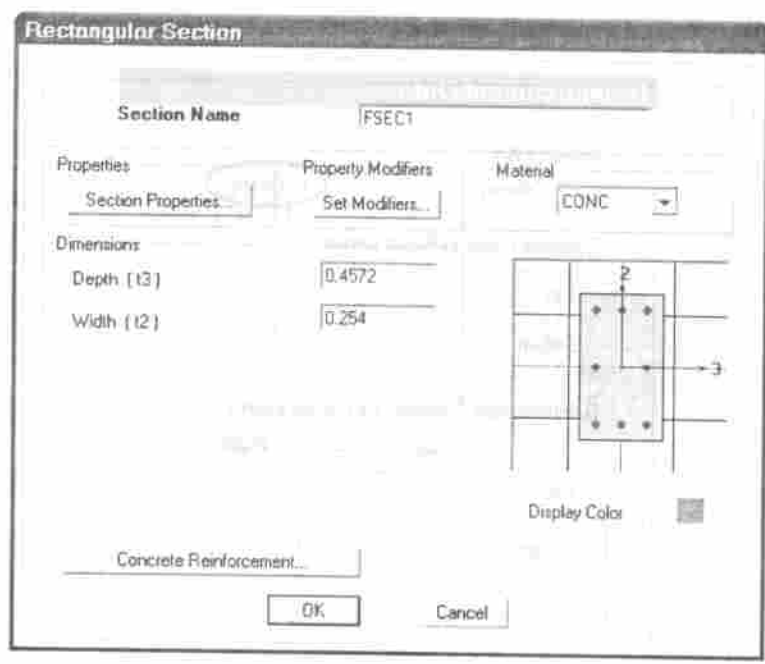 Rectangular Section
Section Name FSEC1
Properties Property Modifiers Material
Section Properties... Set Modifiers... CONC
Dimensions
Depth ( t3 ) 0.4572
Width ( t2 ) 0.254
2
3
Display Color
Concrete Reinforcement...
OK Cancel